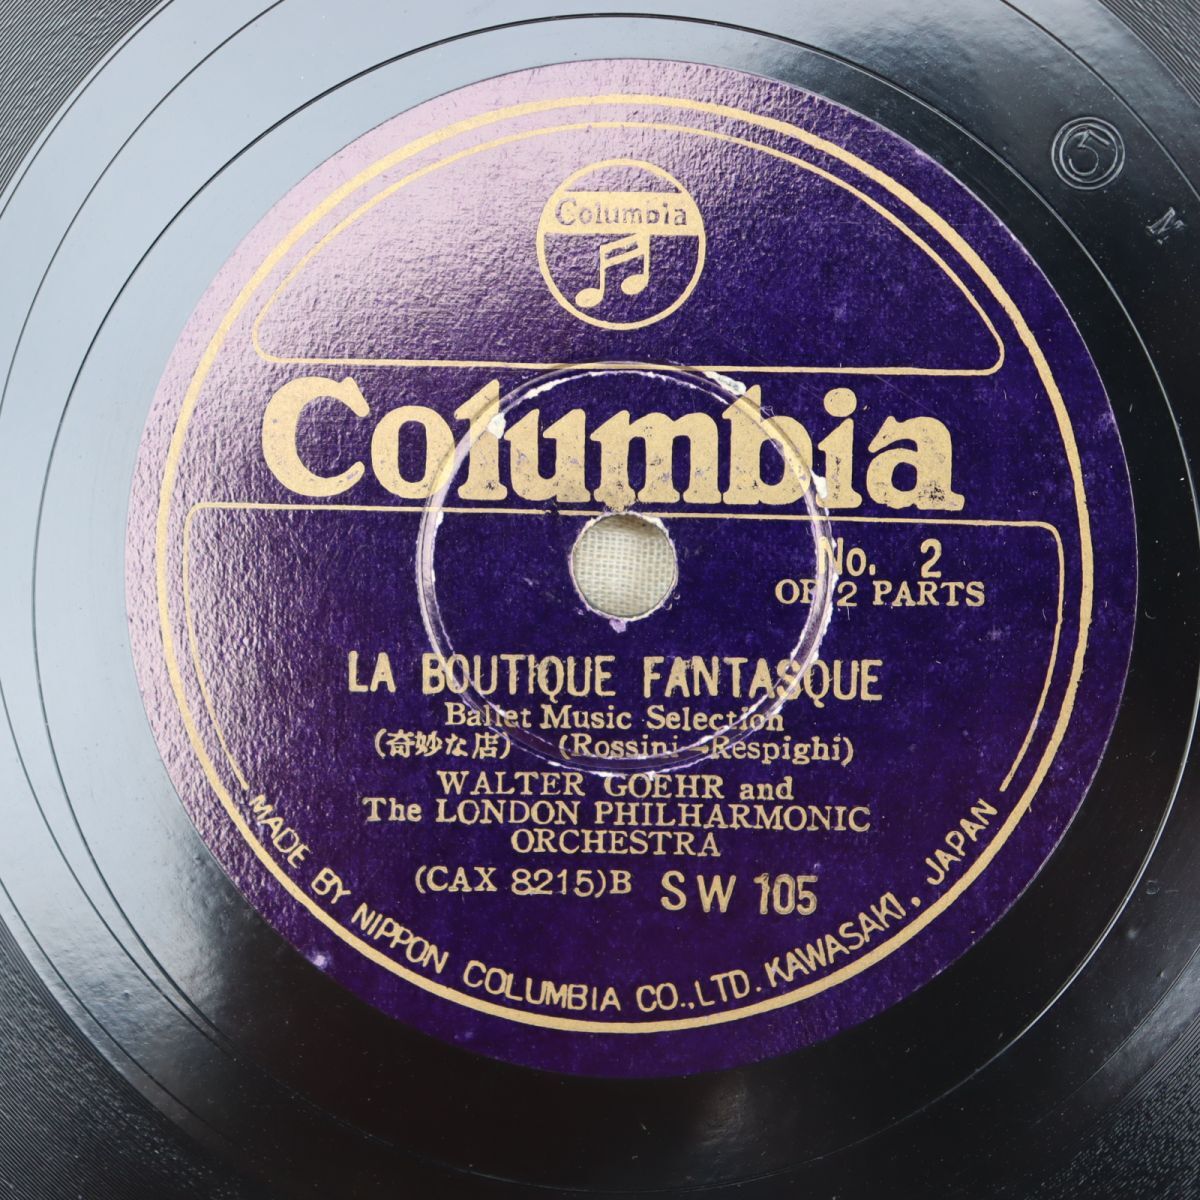 Columbia
Columbia
No. 2
OF 2 PARTS
LA BOUTIQUE FANTASQUE
Ballet Music Selection
(奇妙な店) (Rossini-Respighi)
WALTER GOEHR and
The LONDON PHILHARMONIC
ORCHESTRA
(CAX 8215)B SW 105
MADE BY NIPPON COLUMBIA CO., LTD. KAWASAKI, JAPAN
5
N